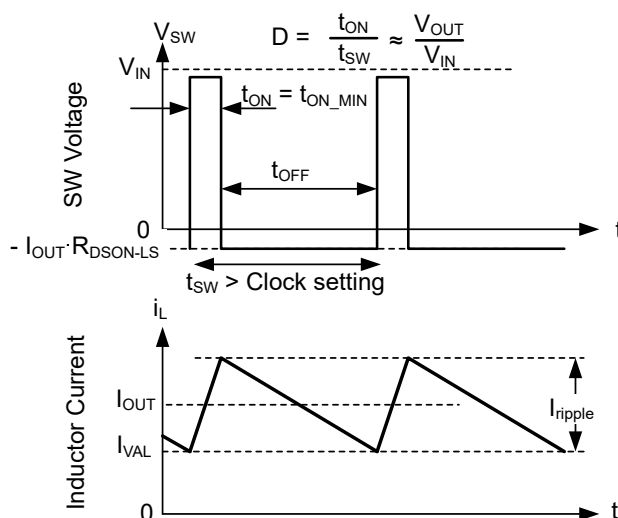 V_SW
D = t_ON / t_SW ≈ V_OUT / V_IN
V_IN
t_ON = t_ON_MIN
SW Voltage
t_OFF
0
t
- I_OUT·R_DSON-LS
t_SW > Clock setting
i_L
Inductor Current
I_OUT
I_ripple
I_VAL
0
t